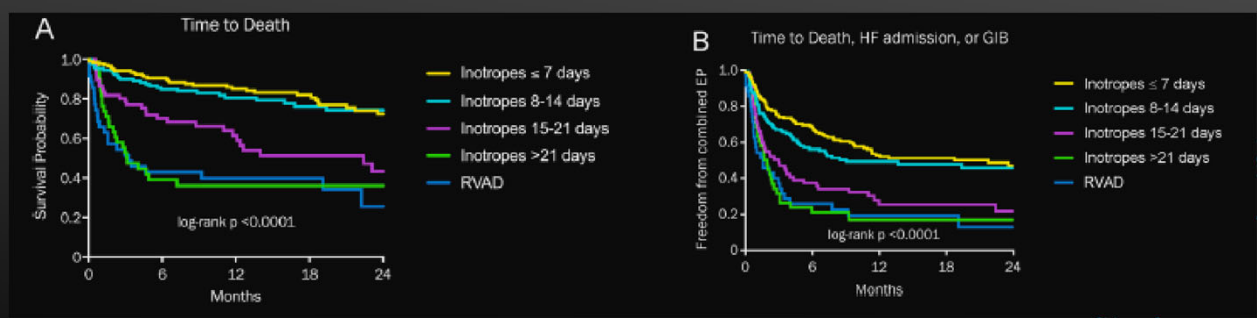 A
Time to Death
Survival Probability
1.0
0.8
0.6
0.4
0.2
0
0 6 12 18 24
Months
log-rank p <0.0001
Inotropes ≤ 7 days
Inotropes 8-14 days
Inotropes 15-21 days
Inotropes >21 days
RVAD
B
Time to Death, HF admission, or GIB
Freedom from combined EP
1.0
0.8
0.6
0.4
0.2
0
0 6 12 18 24
Months
log-rank p <0.0001
Inotropes ≤ 7 days
Inotropes 8-14 days
Inotropes 15-21 days
Inotropes >21 days
RVAD